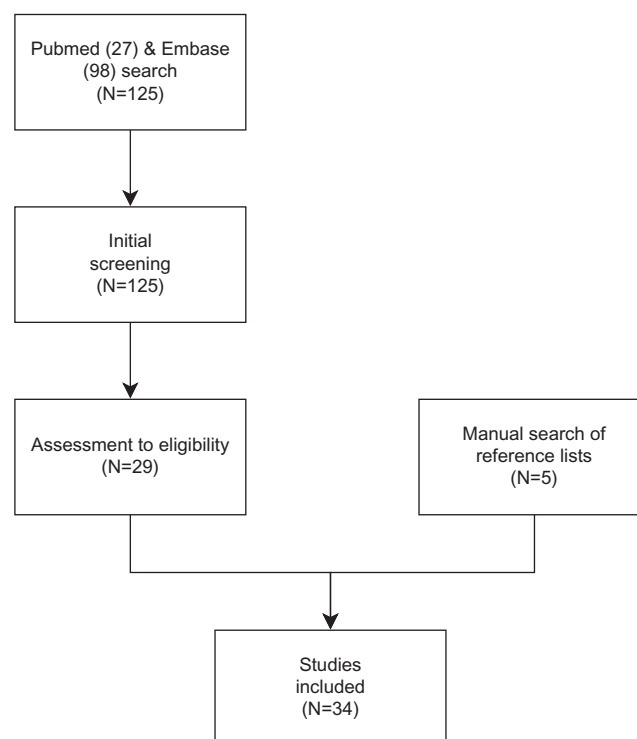 Pubmed (27) & Embase
(98) search
(N=125)
Initial
screening
(N=125)
Assessment to eligibility
(N=29)
Manual search of
reference lists
(N=5)
Studies
included
(N=34)